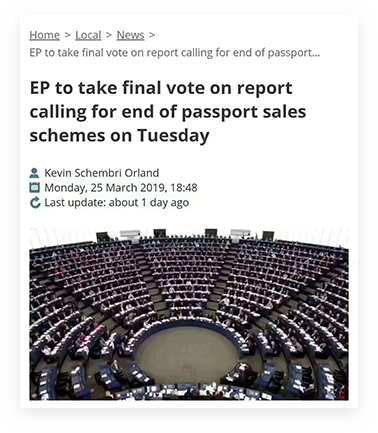 Home > Local > News >
EP to take final vote on report calling for end of passport...
EP to take final vote on report
calling for end of passport sales
schemes on Tuesday
Kevin Schembri Orland
Monday, 25 March 2019, 18:48
Last update: about 1 day ago